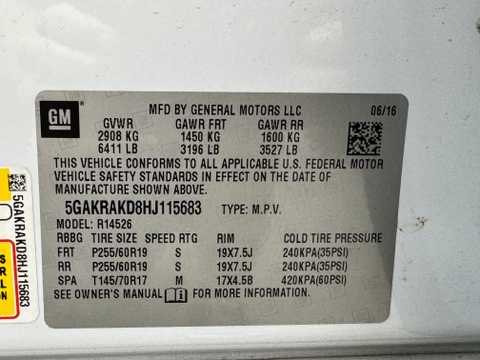 GM
MFD BY GENERAL MOTORS LLC 06/16
GVWR GAWR FRT GAWR RR
2908 KG 1450 KG 1600 KG
6411 LB 3196 LB 3527 LB
THIS VEHICLE CONFORMS TO ALL APPLICABLE U.S. FEDERAL MOTOR
VEHICLE SAFETY STANDARDS IN EFFECT ON THE DATE OF
MANUFACTURE SHOWN ABOVE.
5GAKRAKD8HJ115683 TYPE: M.P.V.
MODEL: R14526
RBBG TIRE SIZE SPEED RTG RIM COLD TIRE PRESSURE
FRT P255/60R19 S 19X7.5J 240KPA(35PSI)
RR P255/60R19 S 19X7.5J 240KPA(35PSI)
SPA T145/70R17 M 17X4.5B 420KPA(60PSI)
SEE OWNER'S MANUAL FOR MORE INFORMATION.
5GAKRAKD8HJ115683